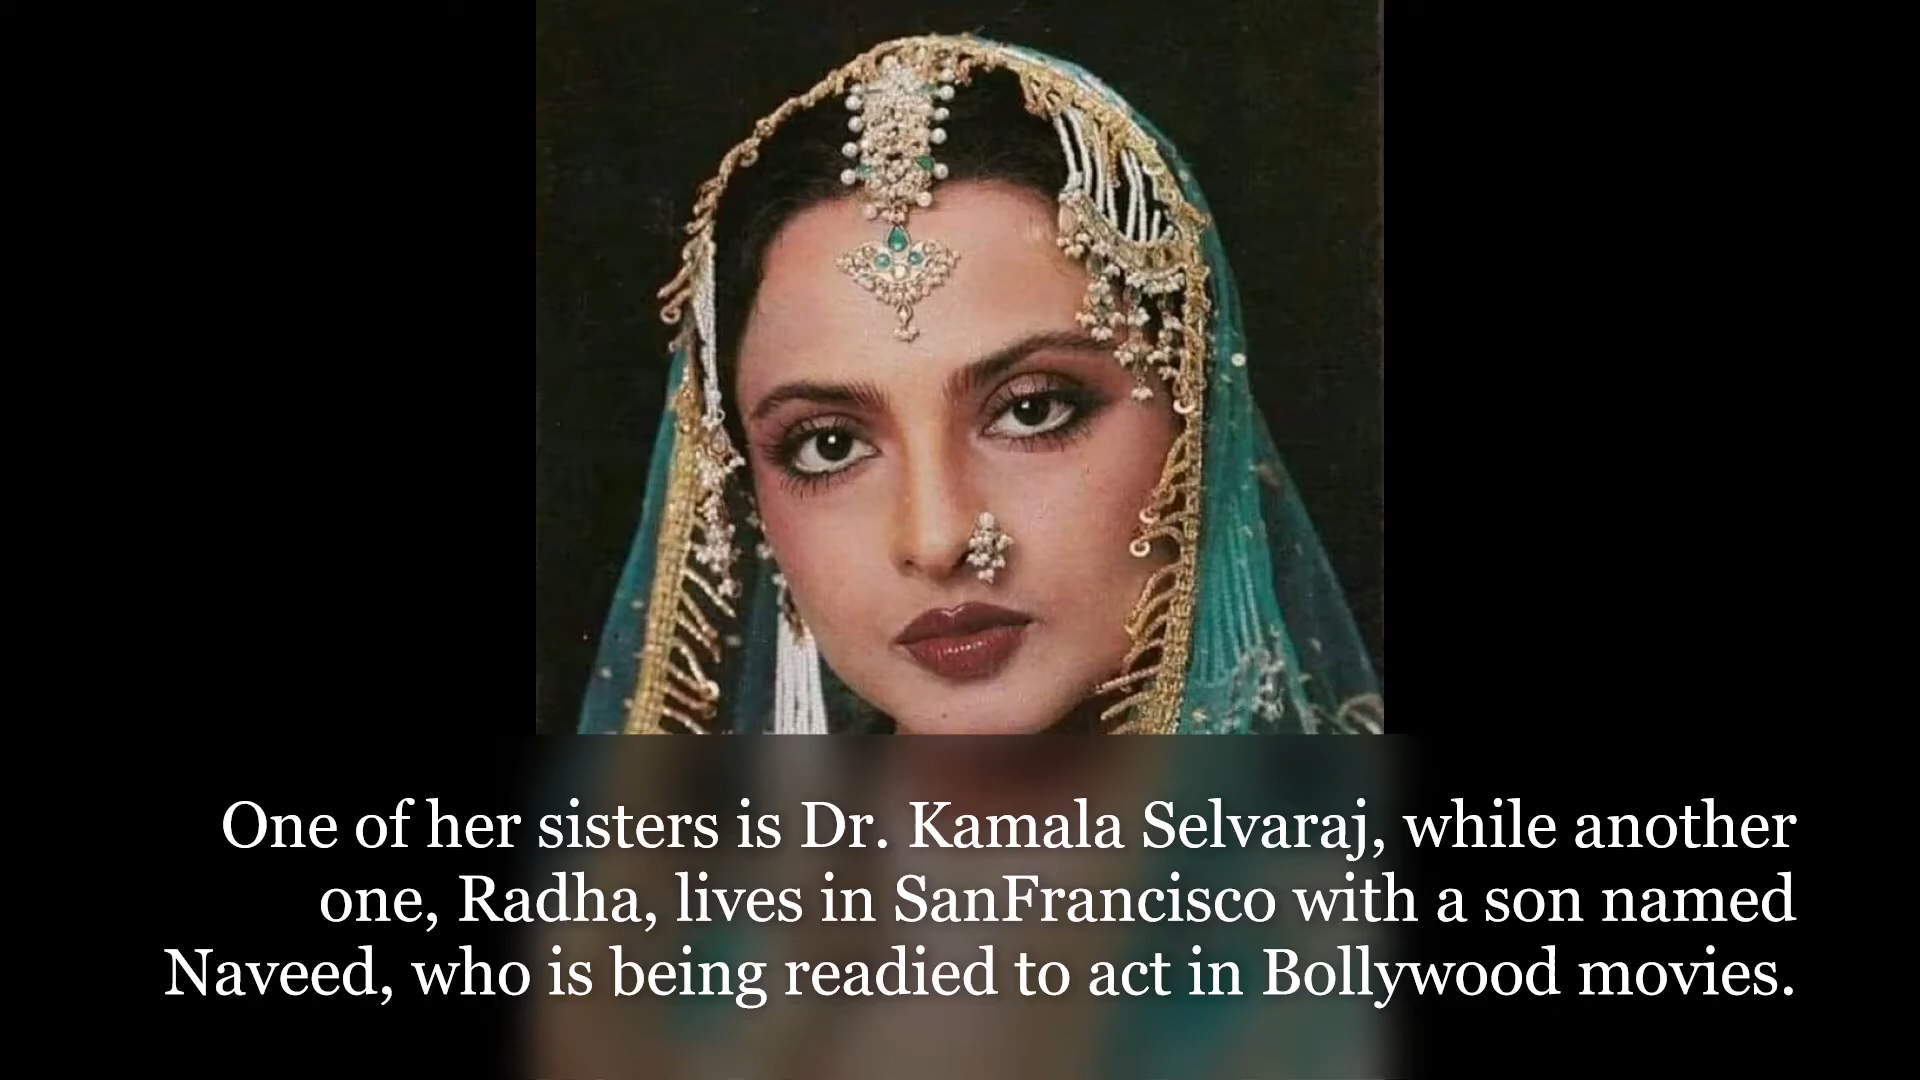 One of her sisters is Dr. Kamala Selvaraj, while another
one, Radha, lives in SanFrancisco with a son named
Naveed, who is being readied to act in Bollywood movies.